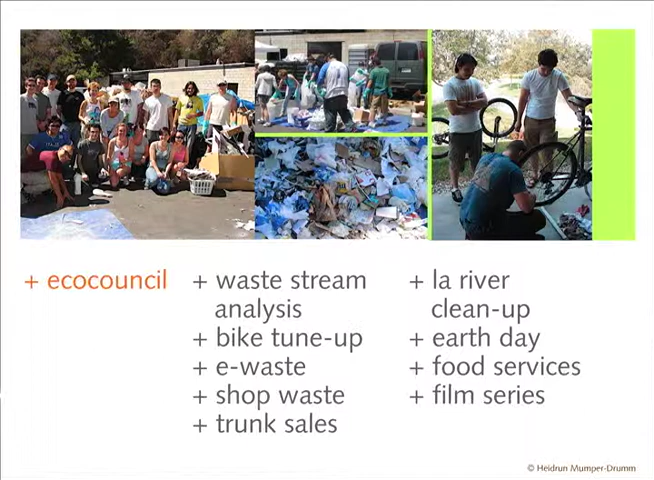 + ecocouncil
+ waste stream
analysis
+ bike tune-up
+ e-waste
+ shop waste
+ trunk sales
+ la river
clean-up
+ earth day
+ food services
+ film series
© Heidrun Mumper-Drumm